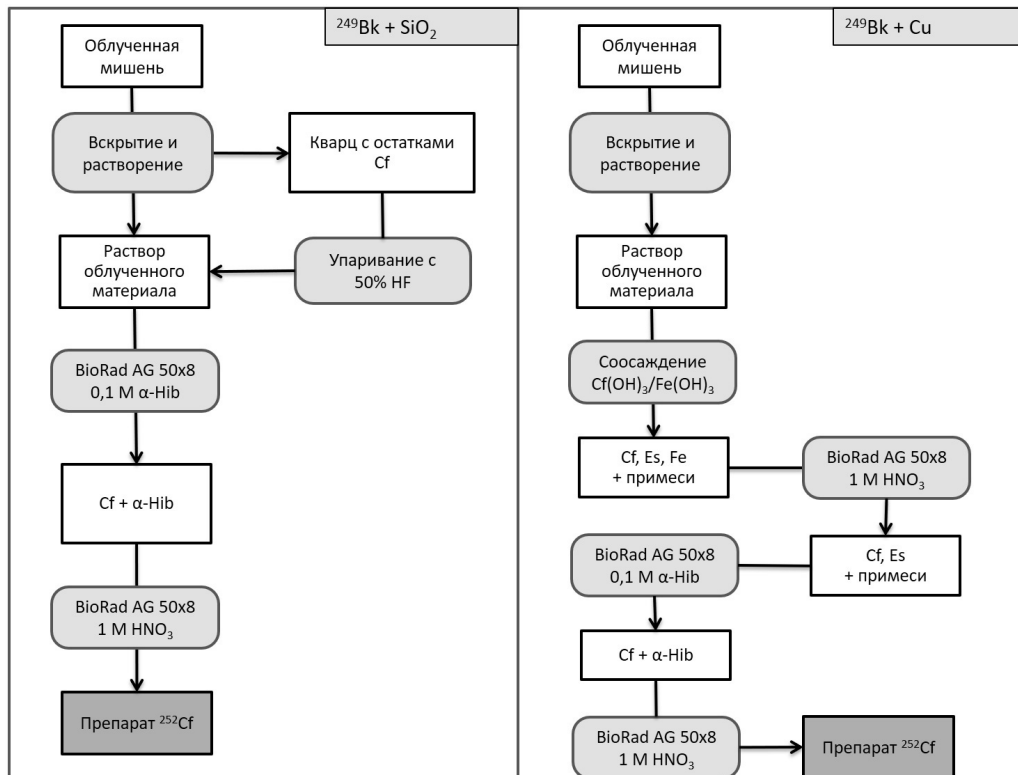 ²⁴⁹Bk + SiO₂
Облученная
мишень
Вскрытие и
растворение
Кварц с остатками
Cf
Раствор
облученного
материала
Упаривание с
50% HF
BioRad AG 50x8
0,1 М α-Hib
Cf + α-Hib
BioRad AG 50x8
1 М HNO₃
Препарат ²⁵²Cf
²⁴⁹Bk + Cu
Облученная
мишень
Вскрытие и
растворение
Раствор
облученного
материала
Соосаждение
Cf(OH)₃/Fe(OH)₃
Cf, Es, Fe
+ примеси
BioRad AG 50x8
1 М HNO₃
Cf, Es
+ примеси
BioRad AG 50x8
0,1 М α-Hib
Cf + α-Hib
BioRad AG 50x8
1 М HNO₃
Препарат ²⁵²Cf